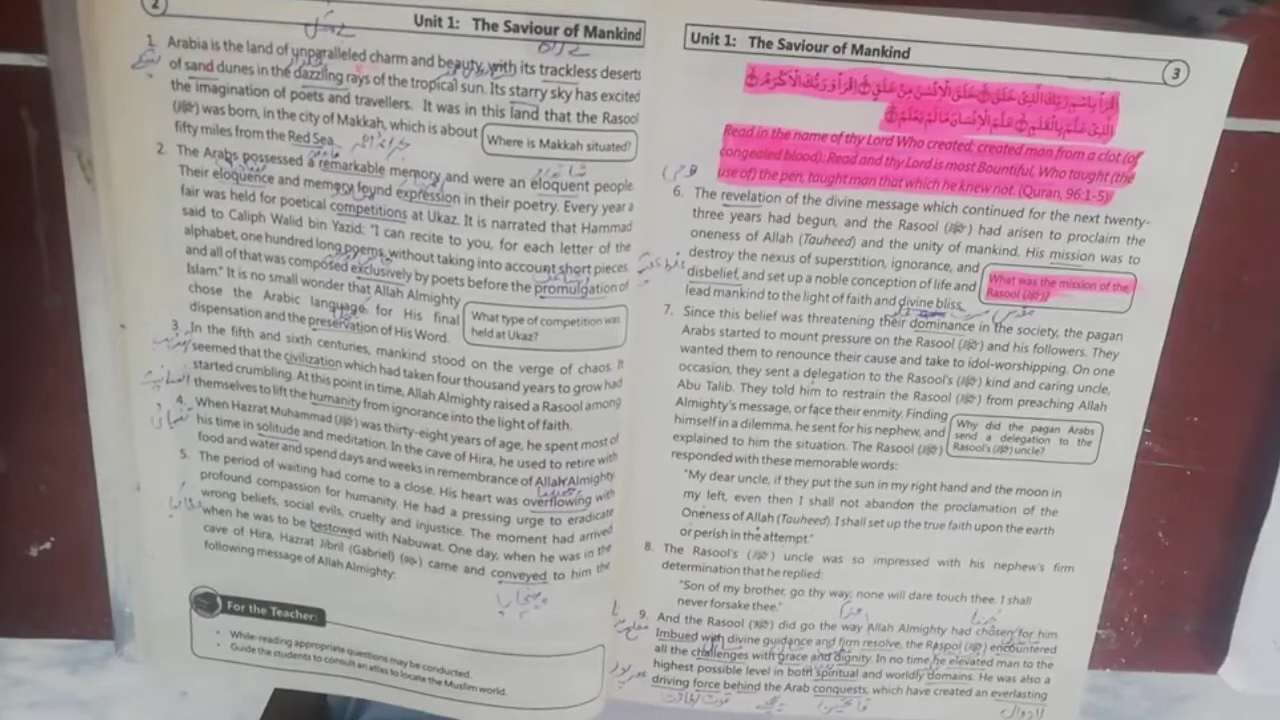 2
Unit 1: The Saviour of Mankind
1. Arabia is the land of unparalleled charm and beauty, with its trackless deserts
of sand dunes in the dazzling rays of the tropical sun. Its starry sky has excited
the imagination of poets and travellers. It was in this land that the Rasool
(ﷺ) was born, in the city of Makkah, which is about
fifty miles from the Red Sea.
Where is Makkah situated?
2. The Arabs possessed a remarkable memory and were an eloquent people
Their eloquence and memory found expression in their poetry. Every year a
fair was held for poetical competitions at Ukaz. It is narrated that Hammad
said to Caliph Walid bin Yazid: "I can recite to you, for each letter of the
alphabet, one hundred long poems, without taking into account short pieces,
and all of that was composed exclusively by poets before the promulgation of
Islam." It is no small wonder that Allah Almighty
chose the Arabic language for His final
dispensation and the preservation of His Word.
What type of competition was
held at Ukaz?
3. In the fifth and sixth centuries, mankind stood on the verge of chaos. It
seemed that the civilization which had taken four thousand years to grow had
started crumbling. At this point in time, Allah Almighty raised a Rasool among
themselves to lift the humanity from ignorance into the light of faith.
4. When Hazrat Muhammad (ﷺ) was thirty-eight years of age, he spent most of
his time in solitude and meditation. In the cave of Hira, he used to retire with
food and water and spend days and weeks in remembrance of Allah Almighty
5. The period of waiting had come to a close. His heart was overflowing with
profound compassion for humanity. He had a pressing urge to eradicate
wrong beliefs, social evils, cruelty and injustice. The moment had arrived
when he was to be bestowed with Nabuwat. One day, when he was in the
cave of Hira, Hazrat Jibril (Gabriel) came and conveyed to him the
following message of Allah Almighty:
پہنچایا
For the Teacher:
• While-reading appropriate questions may be conducted.
• Guide the students to consult an atlas to locate the Muslim world.
Unit 1: The Saviour of Mankind
3
اِقْرَاْ بِاسْمِ رَبِّكَ الَّذِىْ خَلَقَ۝ خَلَقَ الْاِنْسَانَ مِنْ عَلَقٍ۝ اِقْرَاْ وَرَبُّكَ الْاَكْرَمُ۝
الَّذِىْ عَلَّمَ بِالْقَلَمِ۝ عَلَّمَ الْاِنْسَانَ مَالَمْ يَعْلَمْ۝
Read in the name of thy Lord Who created; created man from a clot (of
congealed blood): Read and thy Lord is most Bountiful, Who taught (the
use of) the pen, taught man that which he knew not. (Quran, 96:1-5)
6. The revelation of the divine message which continued for the next twenty-
three years had begun, and the Rasool (ﷺ) had arisen to proclaim the
oneness of Allah (Tauheed) and the unity of mankind. His mission was to
destroy the nexus of superstition, ignorance, and
disbelief, and set up a noble conception of life and
lead mankind to the light of faith and divine bliss.
What was the mission of the
Rasool (ﷺ)?
7. Since this belief was threatening their dominance in the society, the pagan
Arabs started to mount pressure on the Rasool (ﷺ) and his followers. They
wanted them to renounce their cause and take to idol-worshipping. On one
occasion, they sent a delegation to the Rasool's (ﷺ) kind and caring uncle,
Abu Talib. They told him to restrain the Rasool (ﷺ) from preaching Allah
Almighty's message, or face their enmity. Finding
himself in a dilemma, he sent for his nephew, and
explained to him the situation. The Rasool (ﷺ)
responded with these memorable words:
Why did the pagan Arabs
send a delegation to the
Rasool's (ﷺ) uncle?
"My dear uncle, if they put the sun in my right hand and the moon in
my left, even then I shall not abandon the proclamation of the
Oneness of Allah (Tauheed). I shall set up the true faith upon the earth
or perish in the attempt."
8. The Rasool's (ﷺ) uncle was so impressed with his nephew's firm
determination that he replied:
"Son of my brother, go thy way; none will dare touch thee. I shall
never forsake thee."
9. And the Rasool (ﷺ) did go the way Allah Almighty had chosen for him.
Imbued with divine guidance and firm resolve, the Rasool (ﷺ) encountered
all the challenges with grace and dignity. In no time he elevated man to the
highest possible level in both spiritual and worldly domains. He was also a
driving force behind the Arab conquests, which have created an everlasting